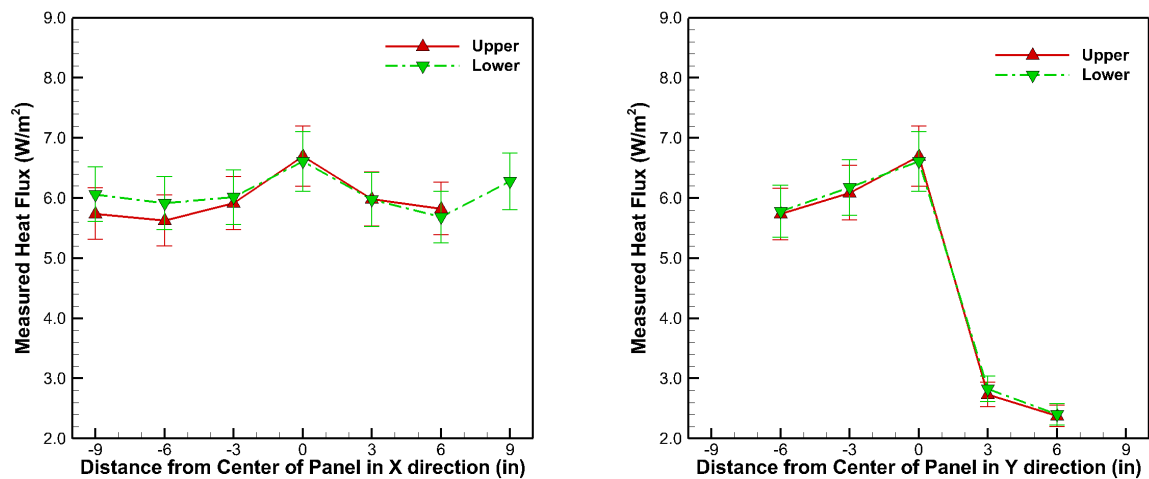 Measured Heat Flux (W/m²)
9.0
8.0
7.0
6.0
5.0
4.0
3.0
2.0
Upper
Lower
-9 -6 -3 0 3 6 9
Distance from Center of Panel in X direction (in)
Measured Heat Flux (W/m²)
9.0
8.0
7.0
6.0
5.0
4.0
3.0
2.0
Upper
Lower
-9 -6 -3 0 3 6 9
Distance from Center of Panel in Y direction (in)